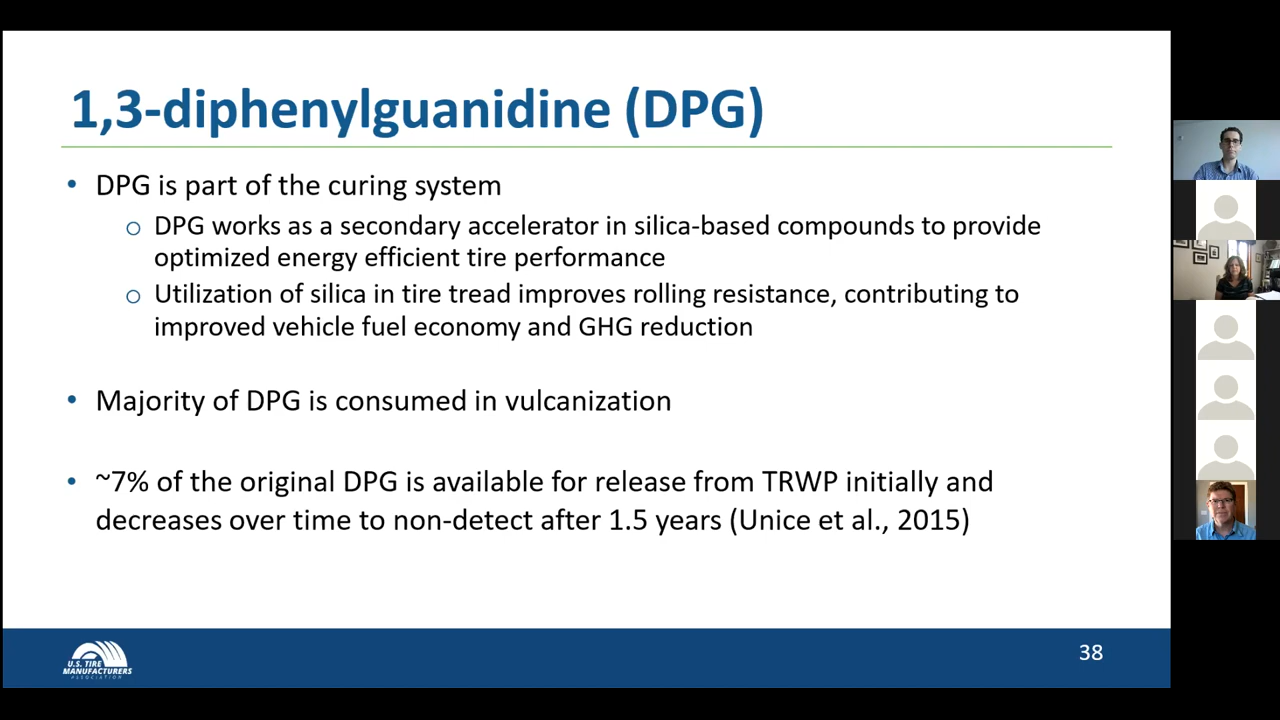 1,3-diphenylguanidine (DPG)
• DPG is part of the curing system
o DPG works as a secondary accelerator in silica-based compounds to provide
optimized energy efficient tire performance
o Utilization of silica in tire tread improves rolling resistance, contributing to
improved vehicle fuel economy and GHG reduction
• Majority of DPG is consumed in vulcanization
• ~7% of the original DPG is available for release from TRWP initially and
decreases over time to non-detect after 1.5 years (Unice et al., 2015)
U.S. TIRE
MANUFACTURERS
ASSOCIATION
38